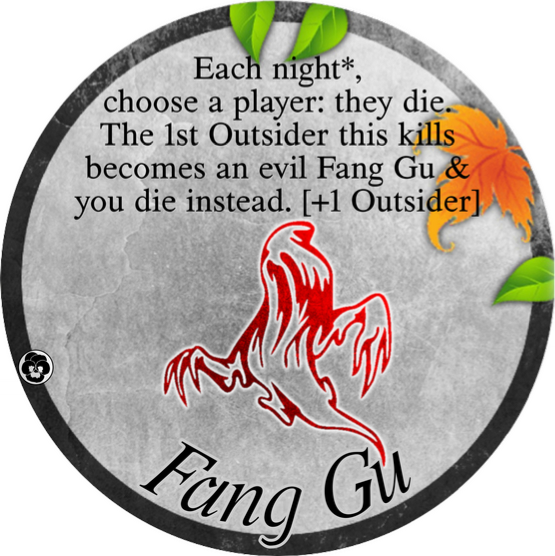 Each night*,
choose a player: they die.
The 1st Outsider this kills
becomes an evil Fang Gu &
you die instead. [+1 Outsider]
Fang Gu